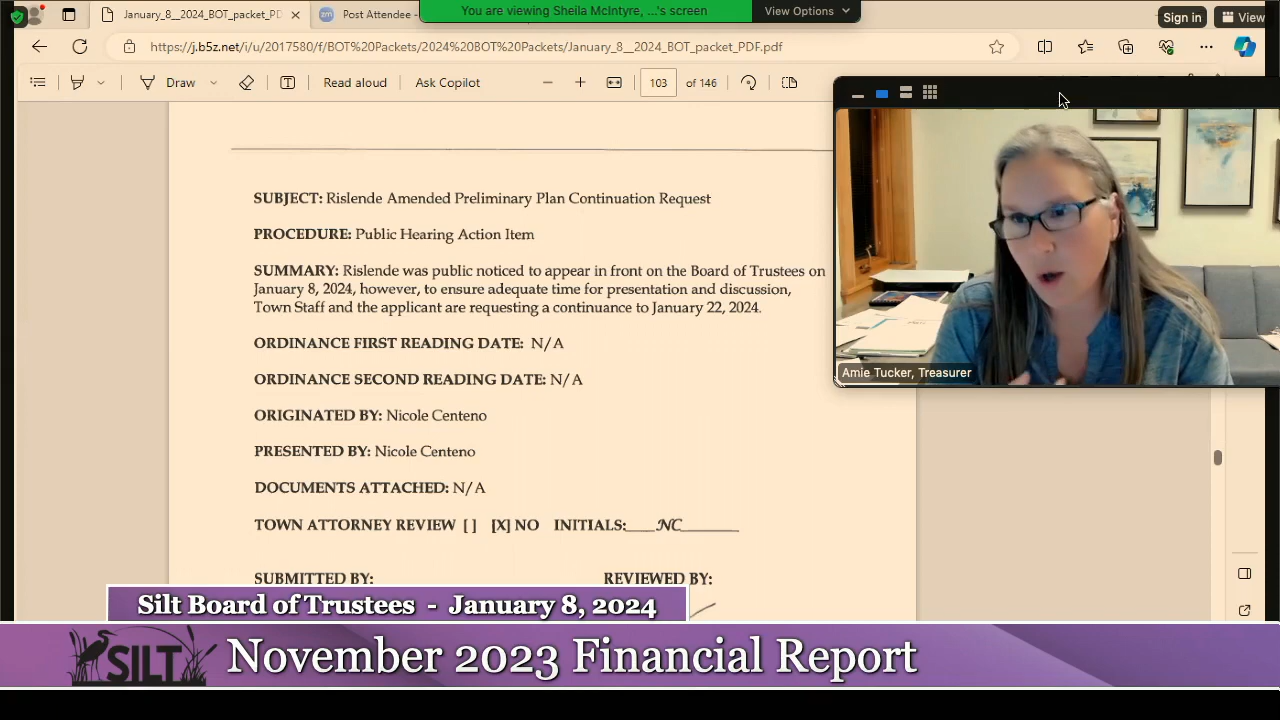 January_8__2024_BOT_packet_PD
Post Attendee -
You are viewing Sheila McIntyre, ...'s screen
View Options
Sign in
View
https://j.b5z.net/i/u/2017580/f/BOT%20Packets/2024%20BOT%20Packets/January_8__2024_BOT_packet_PDF.pdf
Draw
Read aloud
Ask Copilot
103 of 146
SUBJECT: Rislende Amended Preliminary Plan Continuation Request
PROCEDURE: Public Hearing Action Item
SUMMARY: Rislende was public noticed to appear in front on the Board of Trustees on
January 8, 2024, however, to ensure adequate time for presentation and discussion,
Town Staff and the applicant are requesting a continuance to January 22, 2024.
Amie Tucker, Treasurer
ORDINANCE FIRST READING DATE: N/A
ORDINANCE SECOND READING DATE: N/A
ORIGINATED BY: Nicole Centeno
PRESENTED BY: Nicole Centeno
DOCUMENTS ATTACHED: N/A
TOWN ATTORNEY REVIEW [ ] [X] NO INITIALS:____NC________
SUBMITTED BY: REVIEWED BY:
Silt Board of Trustees - January 8, 2024
SILT
November 2023 Financial Report